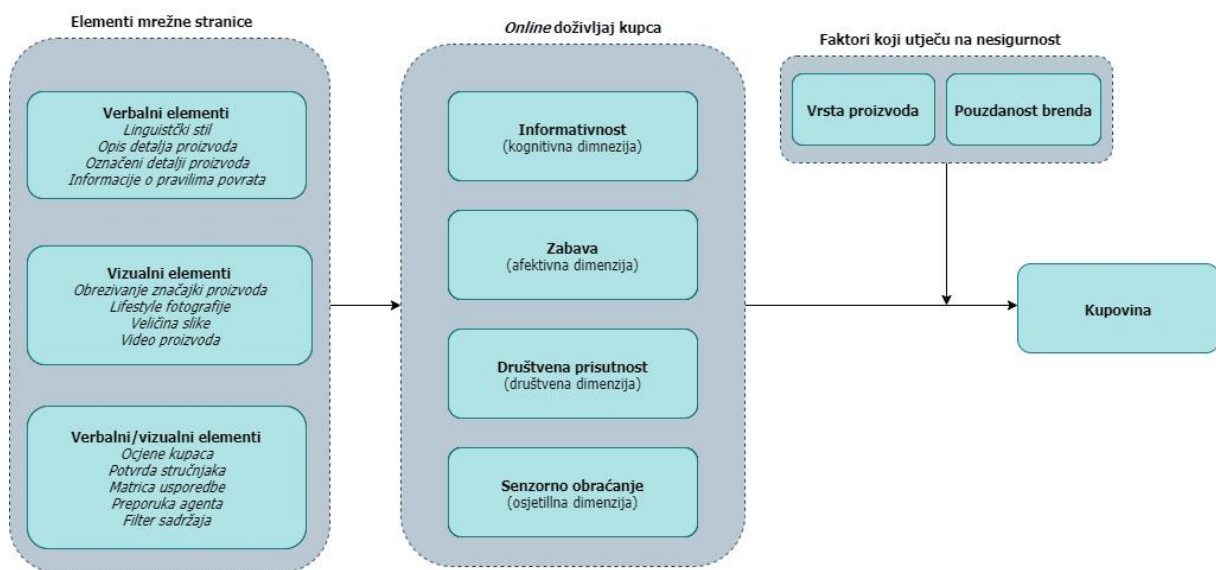 Elementi mrežne stranice
Verbalni elementi
Linguistčki stil
Opis detalja proizvoda
Označeni detalji proizvoda
Informacije o pravilima povrata
Vizualni elementi
Obrezivanje značajki proizvoda
Lifestyle fotografije
Veličina slike
Video proizvoda
Verbalni/vizualni elementi
Ocjene kupaca
Potvrda stručnjaka
Matrica usporedbe
Preporuka agenta
Filter sadržaja
Online doživljaj kupca
Informativnost
(kognitivna dimnezija)
Zabava
(afektivna dimenzija)
Društvena prisutnost
(društvena dimenzija)
Senzorno obraćanje
(osjetillna dimenzija)
Faktori koji utječu na nesigurnost
Vrsta proizvoda
Pouzdanost brenda
Kupovina